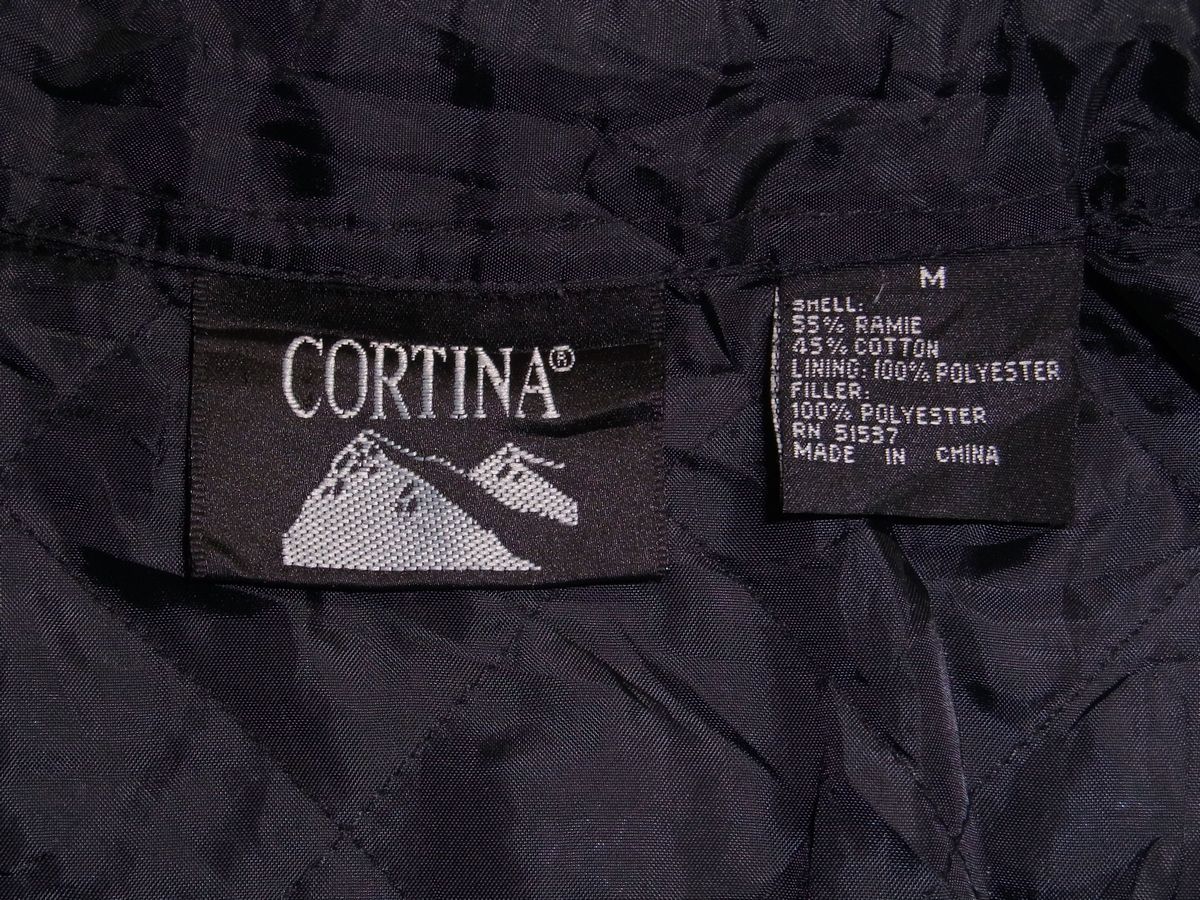 CORTINA®
M
SHELL:
55% RAMIE
45% COTTON
LINING: 100% POLYESTER
FILLER:
100% POLYESTER
RN 51537
MADE IN CHINA